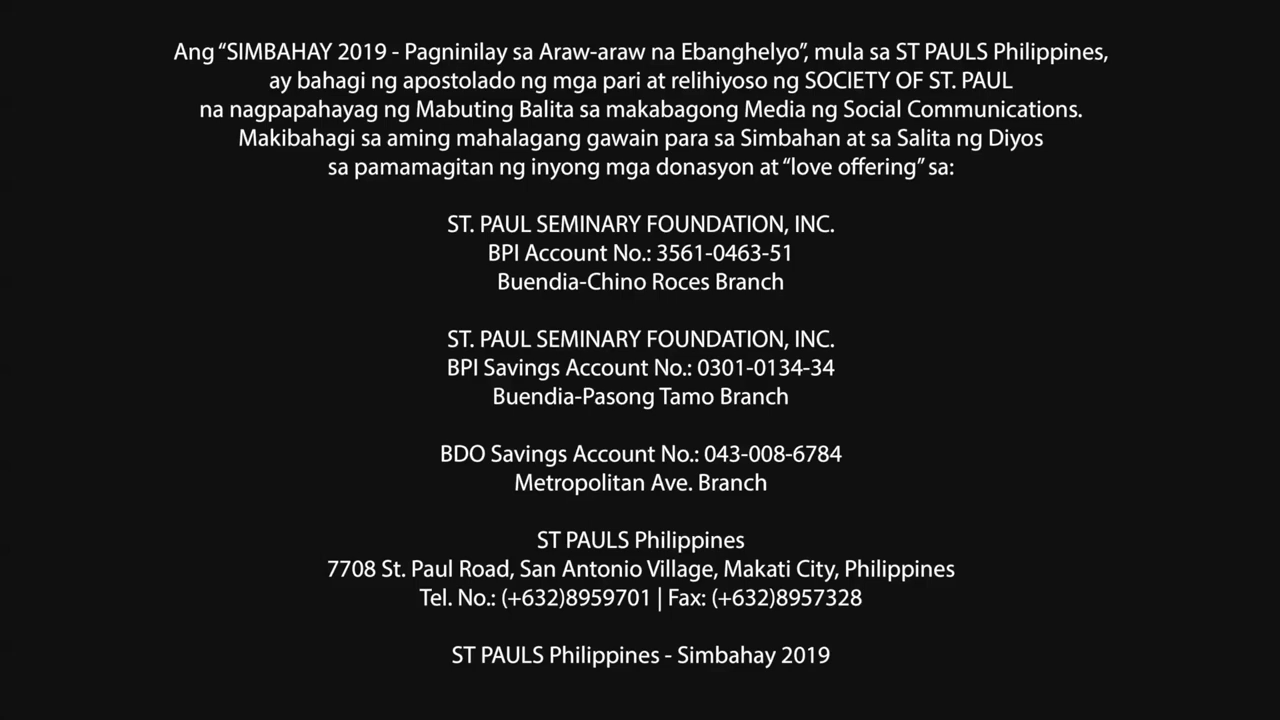 Ang “SIMBAHAY 2019 - Pagninilay sa Araw-araw na Ebanghelyo”, mula sa ST PAULS Philippines,
ay bahagi ng apostolado ng mga pari at relihiyoso ng SOCIETY OF ST. PAUL
na nagpapahayag ng Mabuting Balita sa makabagong Media ng Social Communications.
Makibahagi sa aming mahalagang gawain para sa Simbahan at sa Salita ng Diyos
sa pamamagitan ng inyong mga donasyon at “love offering” sa:
ST. PAUL SEMINARY FOUNDATION, INC.
BPI Account No.: 3561-0463-51
Buendia-Chino Roces Branch
ST. PAUL SEMINARY FOUNDATION, INC.
BPI Savings Account No.: 0301-0134-34
Buendia-Pasong Tamo Branch
BDO Savings Account No.: 043-008-6784
Metropolitan Ave. Branch
ST PAULS Philippines
7708 St. Paul Road, San Antonio Village, Makati City, Philippines
Tel. No.: (+632)8959701 | Fax: (+632)8957328
ST PAULS Philippines - Simbahay 2019